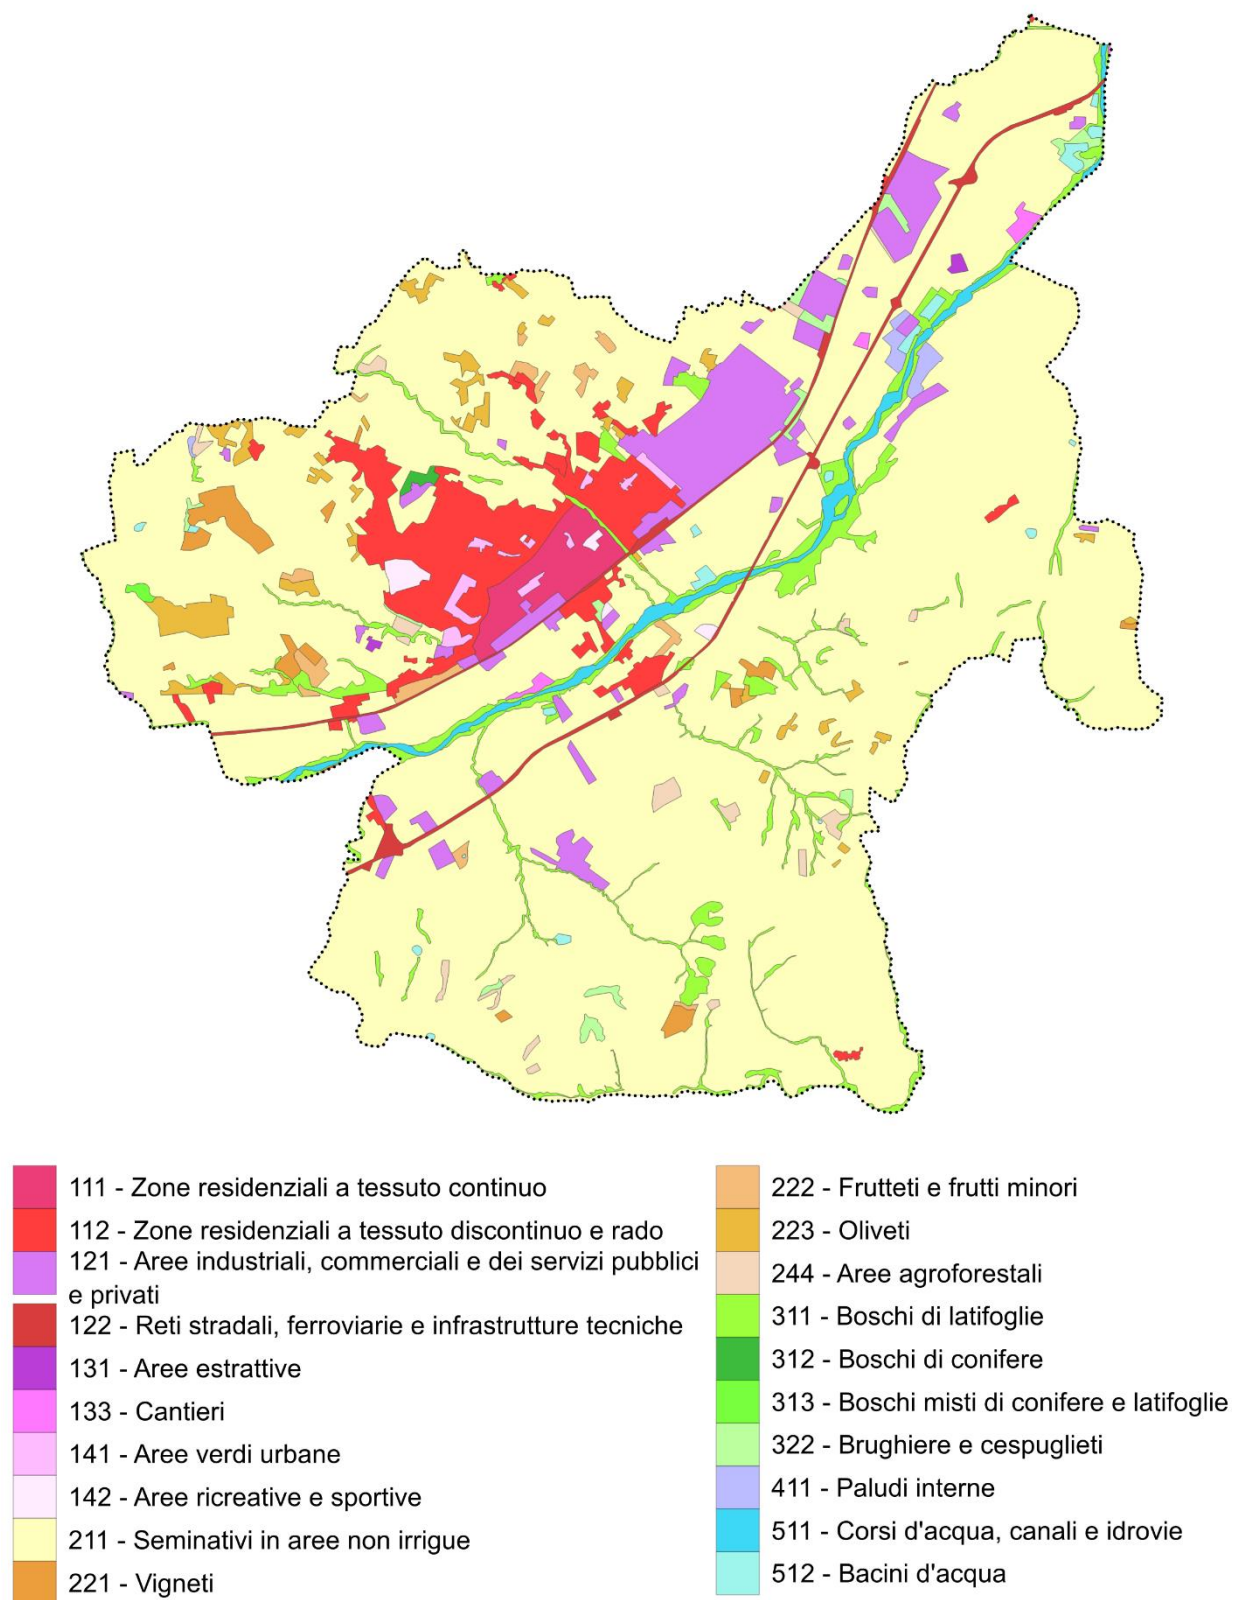 111 - Zone residenziali a tessuto continuo
112 - Zone residenziali a tessuto discontinuo e rado
121 - Aree industriali, commerciali e dei servizi pubblici
e privati
122 - Reti stradali, ferroviarie e infrastrutture tecniche
131 - Aree estrattive
133 - Cantieri
141 - Aree verdi urbane
142 - Aree ricreative e sportive
211 - Seminativi in aree non irrigue
221 - Vigneti
222 - Frutteti e frutti minori
223 - Oliveti
244 - Aree agroforestali
311 - Boschi di latifoglie
312 - Boschi di conifere
313 - Boschi misti di conifere e latifoglie
322 - Brughiere e cespuglieti
411 - Paludi interne
511 - Corsi d'acqua, canali e idrovie
512 - Bacini d'acqua